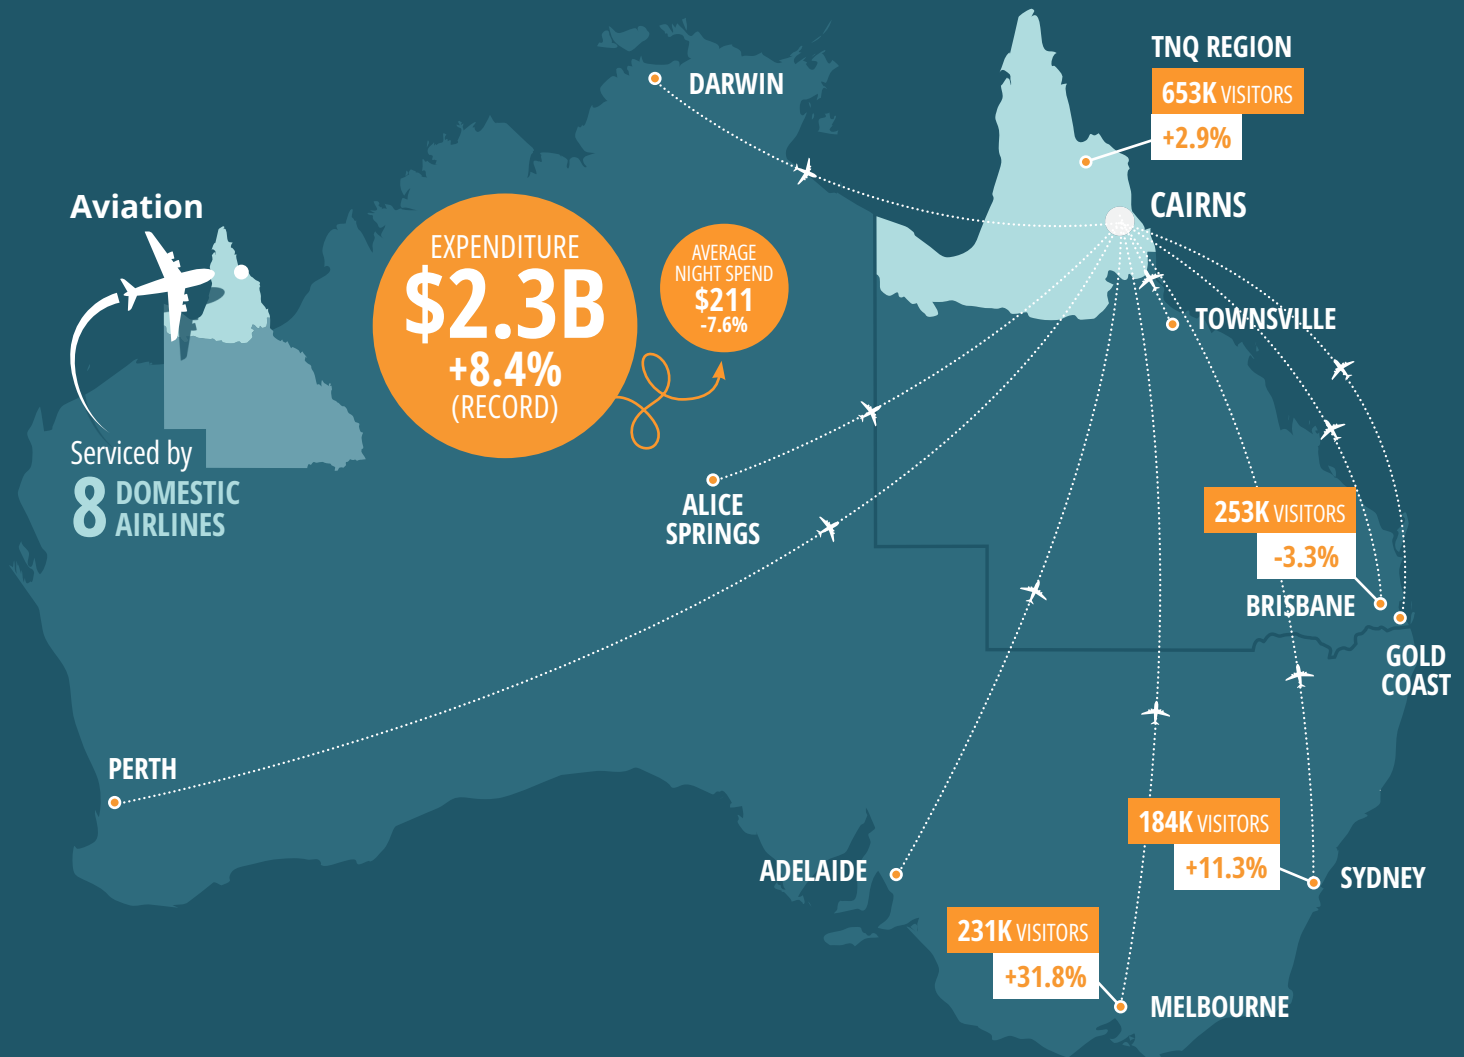 TNQ REGION
653K VISITORS
+2.9%
DARWIN
CAIRNS
Aviation
EXPENDITURE
$2.3B
+8.4%
(RECORD)
AVERAGE
NIGHT SPEND
$211
-7.6%
TOWNSVILLE
Serviced by
8 DOMESTIC
AIRLINES
ALICE
SPRINGS
253K VISITORS
-3.3%
BRISBANE
GOLD
COAST
PERTH
184K VISITORS
+11.3%
ADELAIDE
SYDNEY
231K VISITORS
+31.8%
MELBOURNE